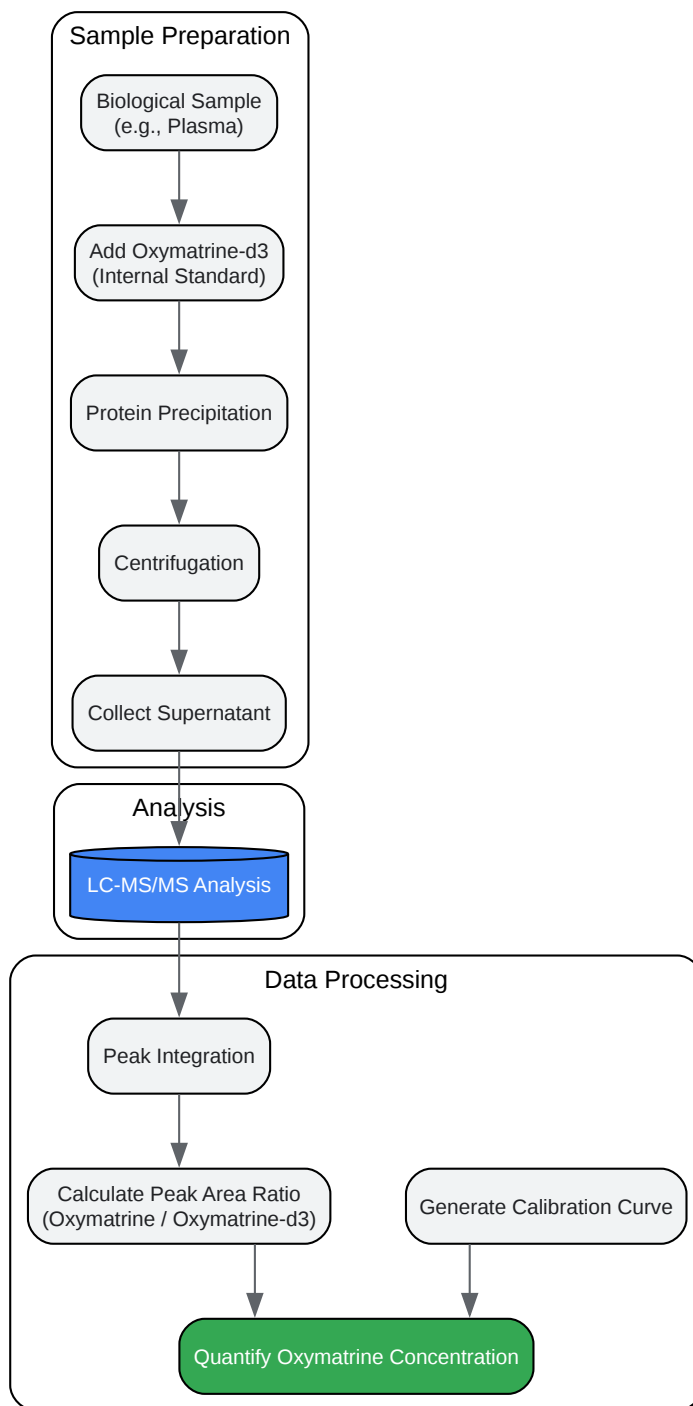 Sample Preparation
Biological Sample
(e.g., Plasma)
Add Oxymatrine-d3
(Internal Standard)
Protein Precipitation
Centrifugation
Collect Supernatant
Analysis
LC-MS/MS Analysis
Data Processing
Peak Integration
Calculate Peak Area Ratio
(Oxymatrine / Oxymatrine-d3)
Generate Calibration Curve
Quantify Oxymatrine Concentration